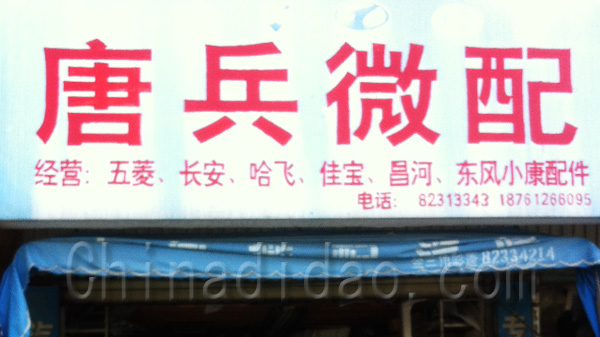 唐兵微配
经营：五菱、长安、哈飞、佳宝、昌河、东风小康配件
电话： 82313343 18761266095
82334214
Chinadidao.Com